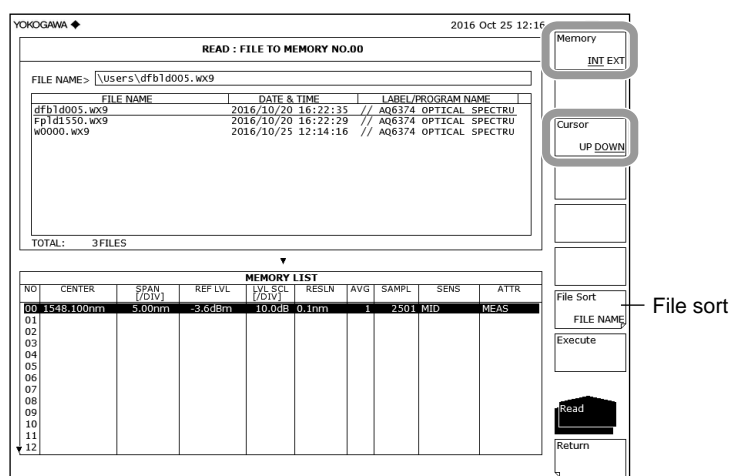 YOKOGAWA ◆ 2016 Oct 25 12:16
READ : FILE TO MEMORY NO.00
FILE NAME> \Users\dfbld005.WX9
FILE NAME DATE & TIME LABEL/PROGRAM NAME
dfbld005.WX9 2016/10/20 16:22:35 // AQ6374 OPTICAL SPECTRU
Fpld1550.WX9 2016/10/20 16:22:29 // AQ6374 OPTICAL SPECTRU
W0000.WX9 2016/10/25 12:14:16 // AQ6374 OPTICAL SPECTRU
TOTAL: 3FILES
MEMORY LIST
NO CENTER SPAN [/DIV] REF LVL LVL SCL [/DIV] RESLN AVG SAMPL SENS ATTR
00 1548.100nm 5.00nm -3.6dBm 10.0dB 0.1nm 1 2501 MID MEAS
01
02
03
04
05
06
07
08
09
10
11
12
Memory
INT EXT
Cursor
UP DOWN
File Sort
FILE NAME
Execute
Read
Return
File sort